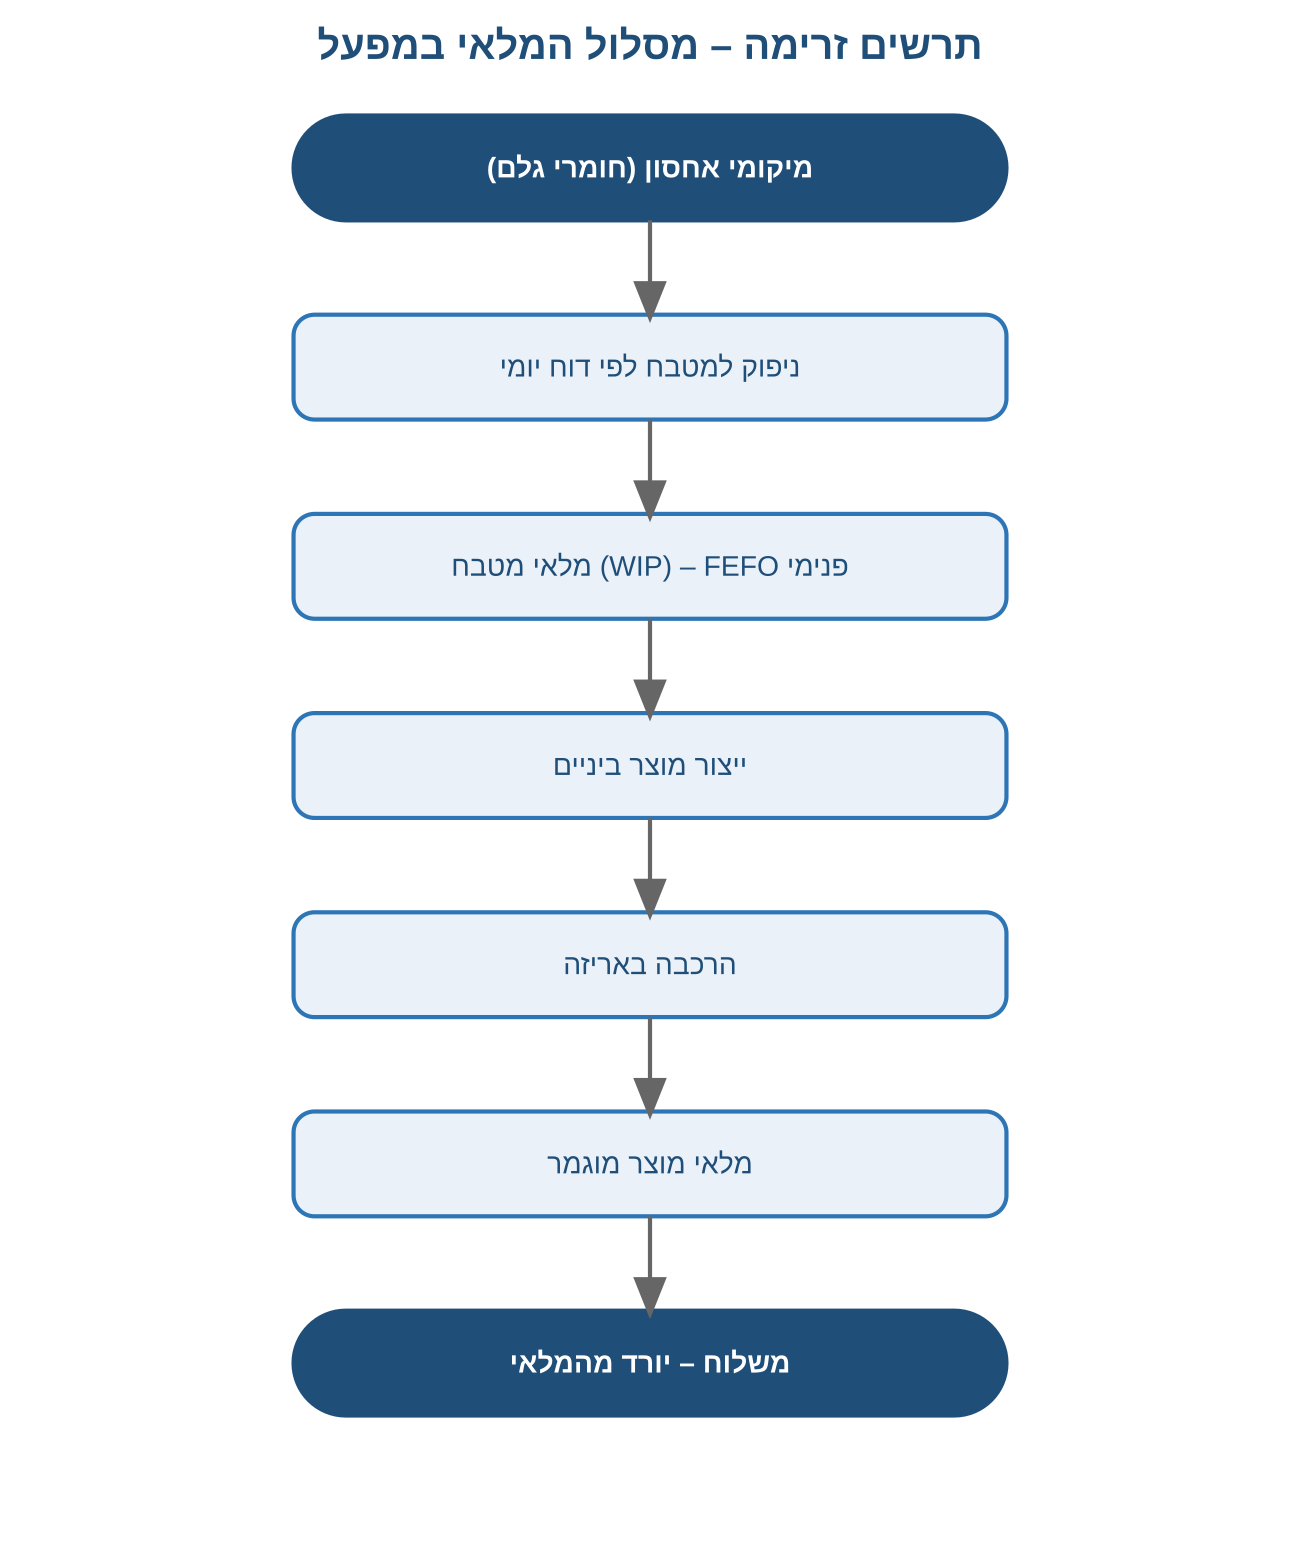 תרשים זרימה – מסלול המלאי במפעל
מיקומי אחסון (חומרי גלם)
ניפוק למטבח לפי דוח יומי
פנימי FEFO – (WIP) מלאי מטבח
ייצור מוצר ביניים
הרכבה באריזה
מלאי מוצר מוגמר
משלוח – יורד מהמלאי